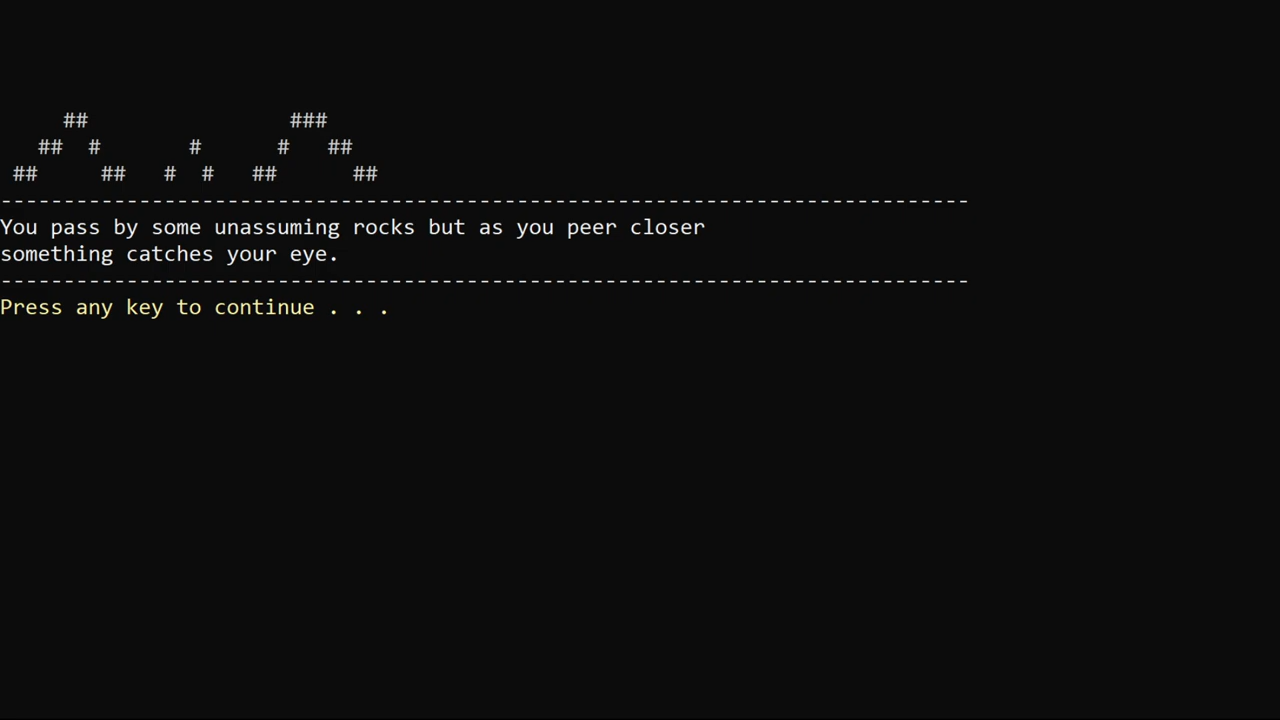 ##                ###
   ##  #       #      #   ##
 ##     ##   # #   ##      ##
-----------------------------------------------------------------------------
You pass by some unassuming rocks but as you peer closer
something catches your eye.
-----------------------------------------------------------------------------
Press any key to continue . . .